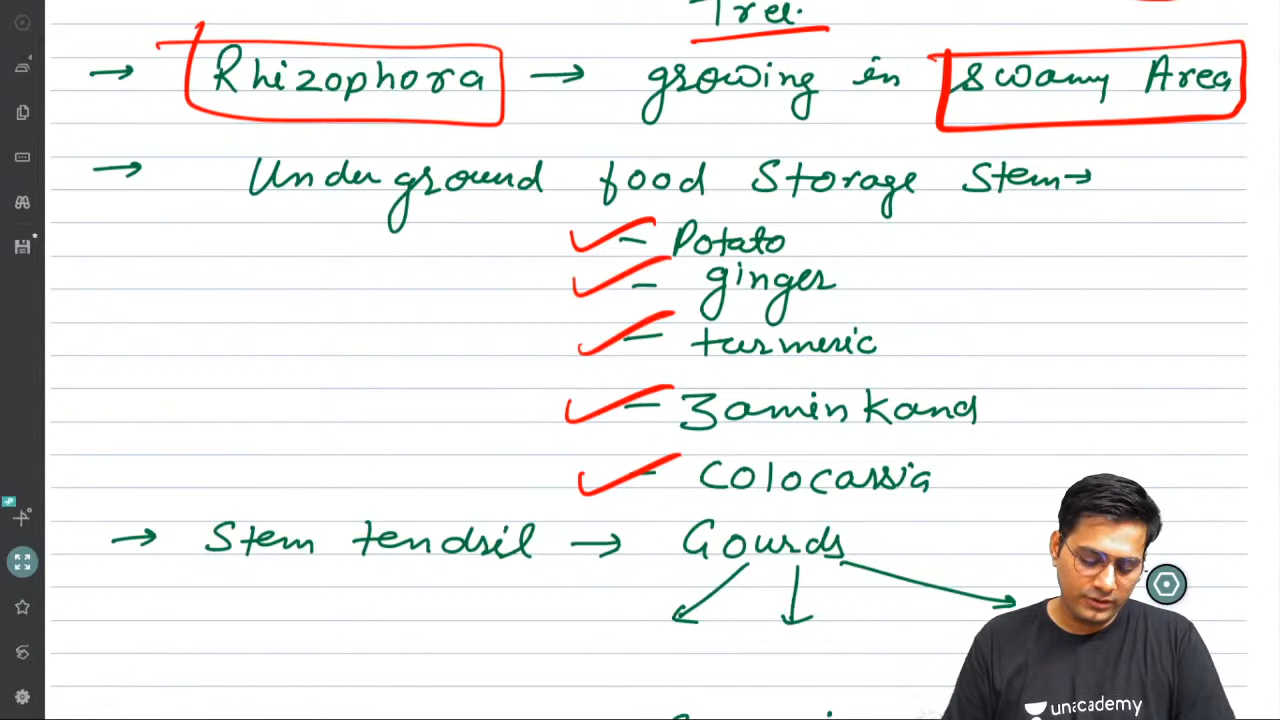 Tree.
→ Rhizophora → growing in swamy Area
→ Underground food Storage Stem→
- Potato
- ginger
- turmeric
- Zaminkand
- Colocassia
→ Stem tendril → Gourds
unacademy